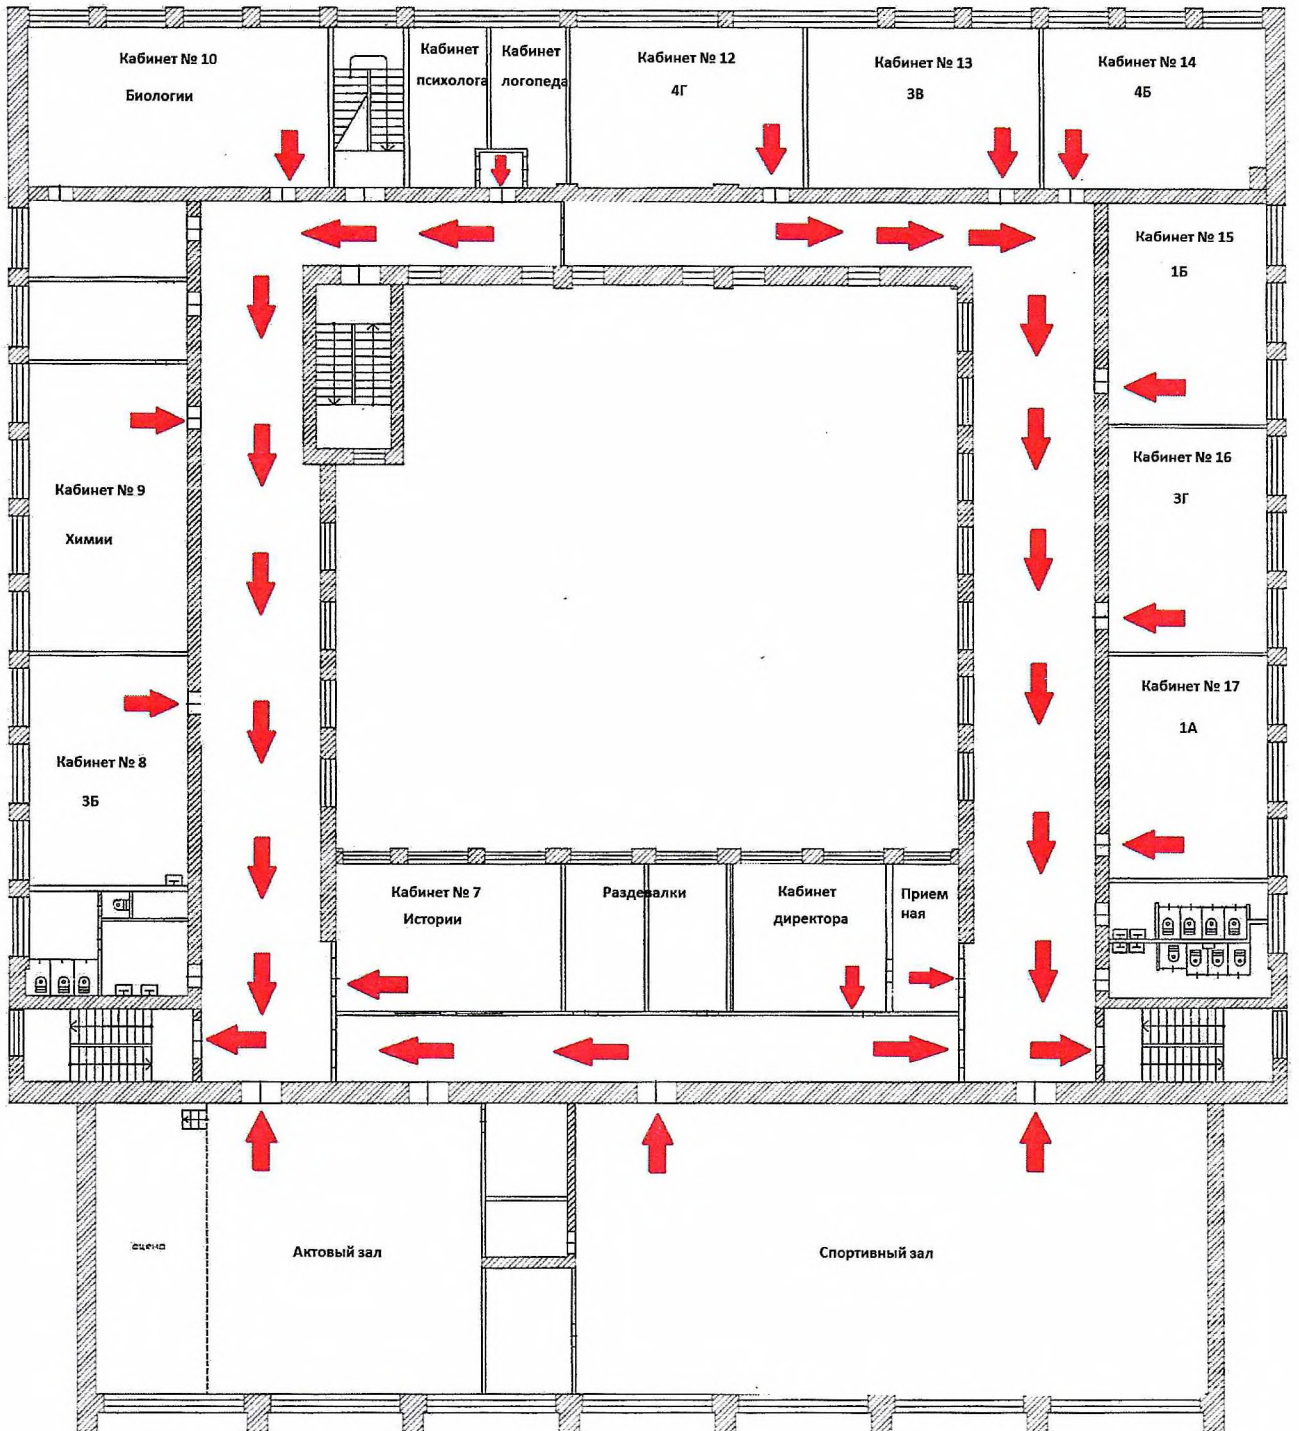 Кабинет № 10
Биологии
Кабинет
психолога
Кабинет
логопеда
Кабинет № 12
4Г
Кабинет № 13
3В
Кабинет № 14
4Б
Кабинет № 15
1Б
Кабинет № 16
3Г
Кабинет № 9
Химии
Кабинет № 17
1А
Кабинет № 8
3Б
Кабинет № 7
Истории
Раздевалки
Кабинет
директора
Прием
ная
сцена
Актовый зал
Спортивный зал